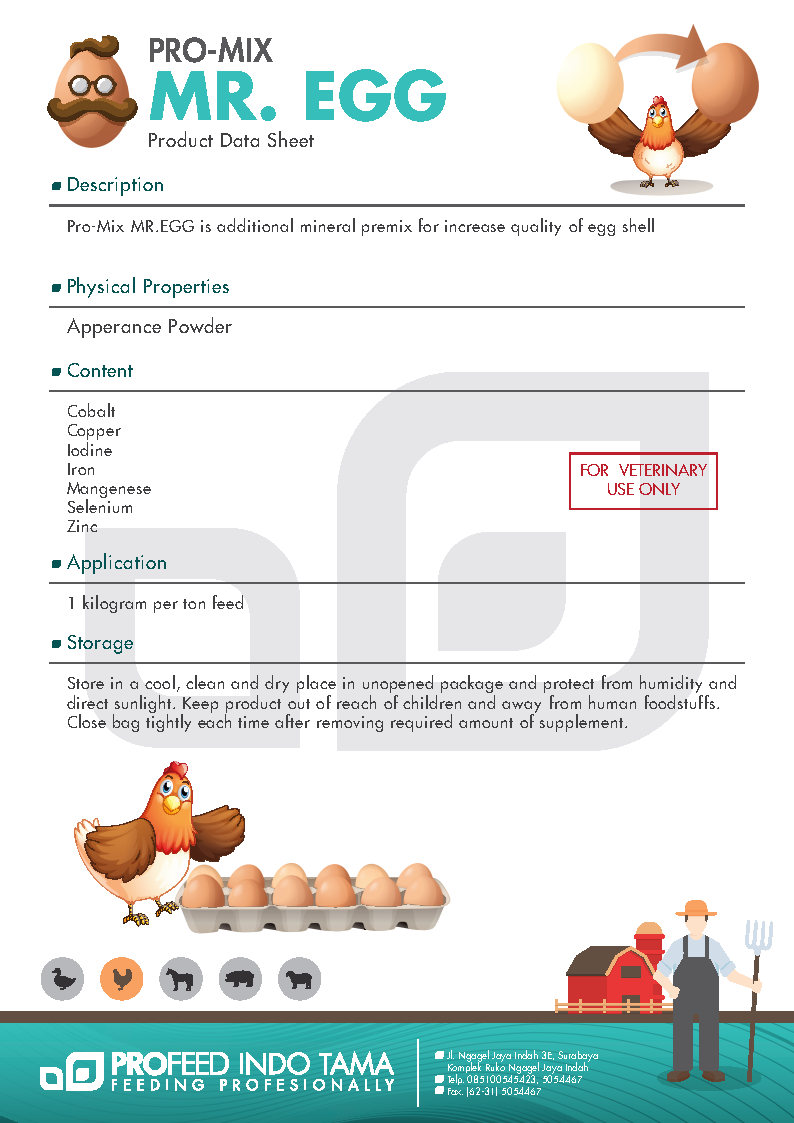 PRO-MIX
MR. EGG
Product Data Sheet
Description
Pro-Mix MR.EGG is additional mineral premix for increase quality of egg shell
Physical Properties
Apperance Powder
Content
Cobalt
Copper
Iodine
Iron
Mangenese
Selenium
Zinc
FOR VETERINARY
USE ONLY
Application
1 kilogram per ton feed
Storage
Store in a cool, clean and dry place in unopened package and protect from humidity and
direct sunlight. Keep product out of reach of children and away from human foodstuffs.
Close bag tightly each time after removing required amount of supplement.
PROFEED INDO TAMA
FEEDING PROFESIONALLY
Jl. Ngagel Jaya Indah 3E, Surabaya
Komplek Ruko Ngagel Jaya Indah
Telp. 085100545423, 5054467
Fax. (62-31) 5054467